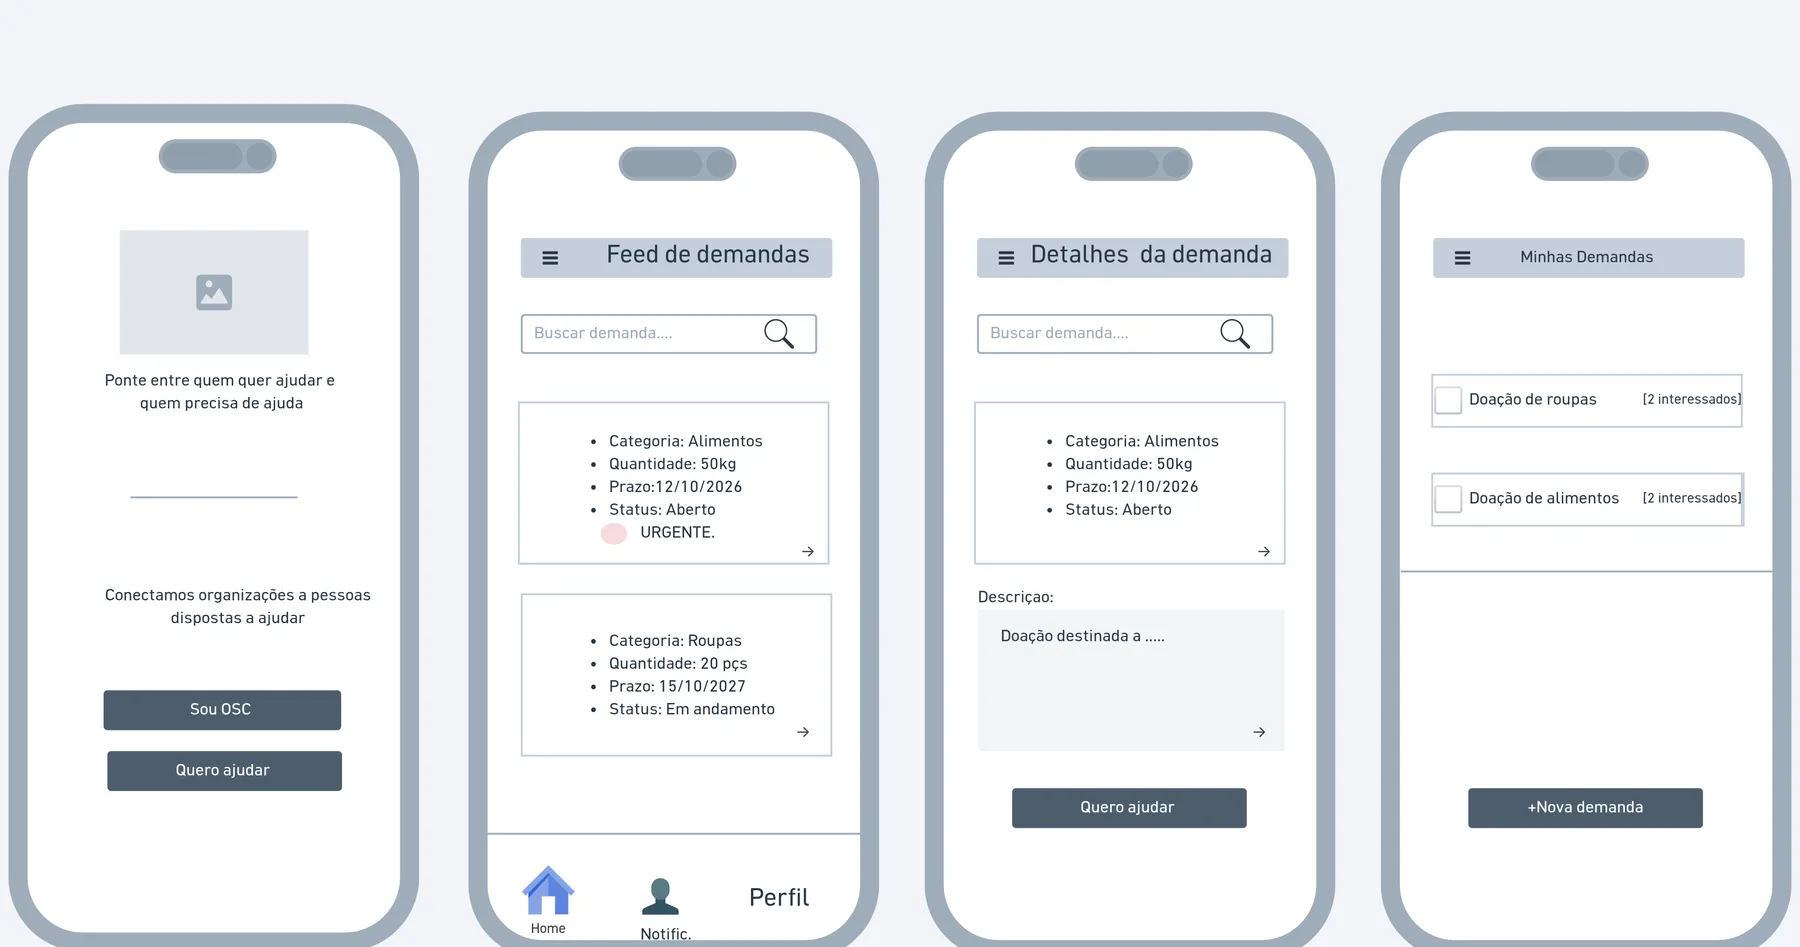 Ponte entre quem quer ajudar e
quem precisa de ajuda
Conectamos organizações a pessoas
dispostas a ajudar
Sou OSC
Quero ajudar
Feed de demandas
Buscar demanda....
• Categoria: Alimentos
• Quantidade: 50kg
• Prazo:12/10/2026
• Status: Aberto
URGENTE.
• Categoria: Roupas
• Quantidade: 20 pçs
• Prazo: 15/10/2027
• Status: Em andamento
Home
Notific.
Perfil
Detalhes da demanda
Buscar demanda....
• Categoria: Alimentos
• Quantidade: 50kg
• Prazo:12/10/2026
• Status: Aberto
Descriçao:
Doação destinada a .....
Quero ajudar
Minhas Demandas
Doação de roupas [2 interessados]
Doação de alimentos [2 interessados]
+Nova demanda